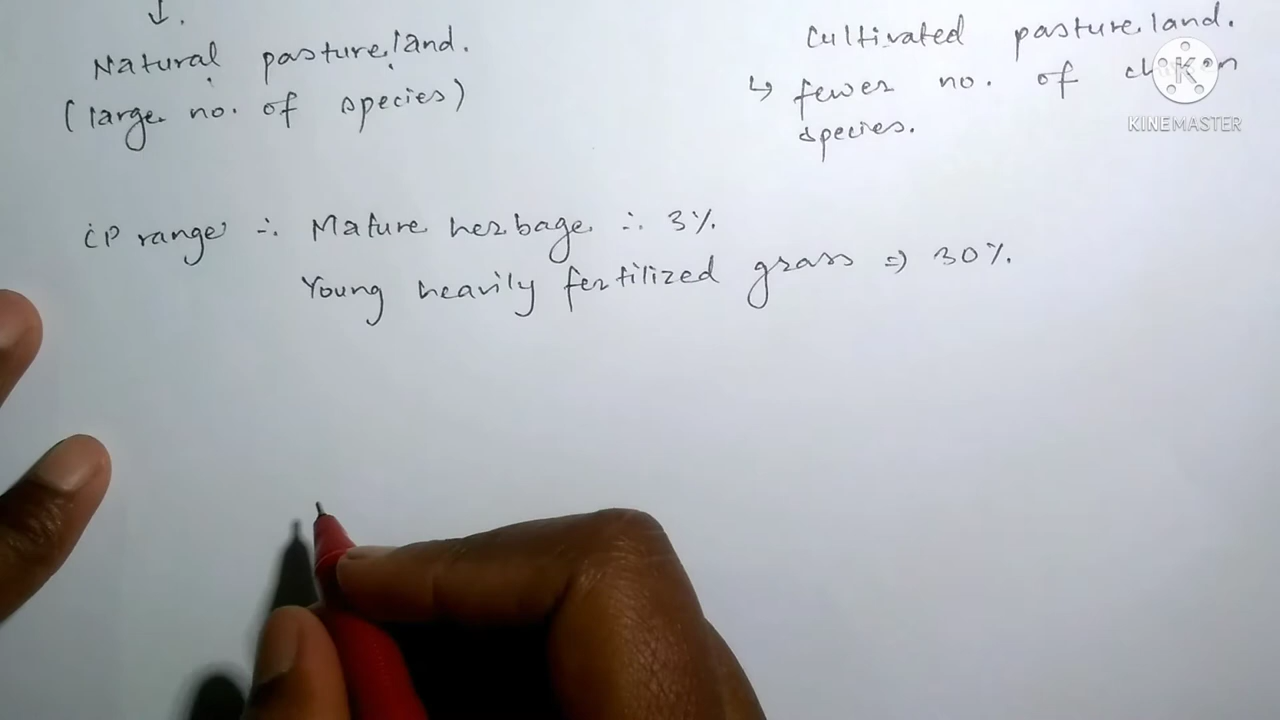 Natural pasture land.
(large no. of species)
Cultivated pasture land.
↳ fewer no. of
species.
CP range ∴ Mature herbage ∴ 3%
Young heavily fertilized grass ⇒ 30%.
KINEMASTER